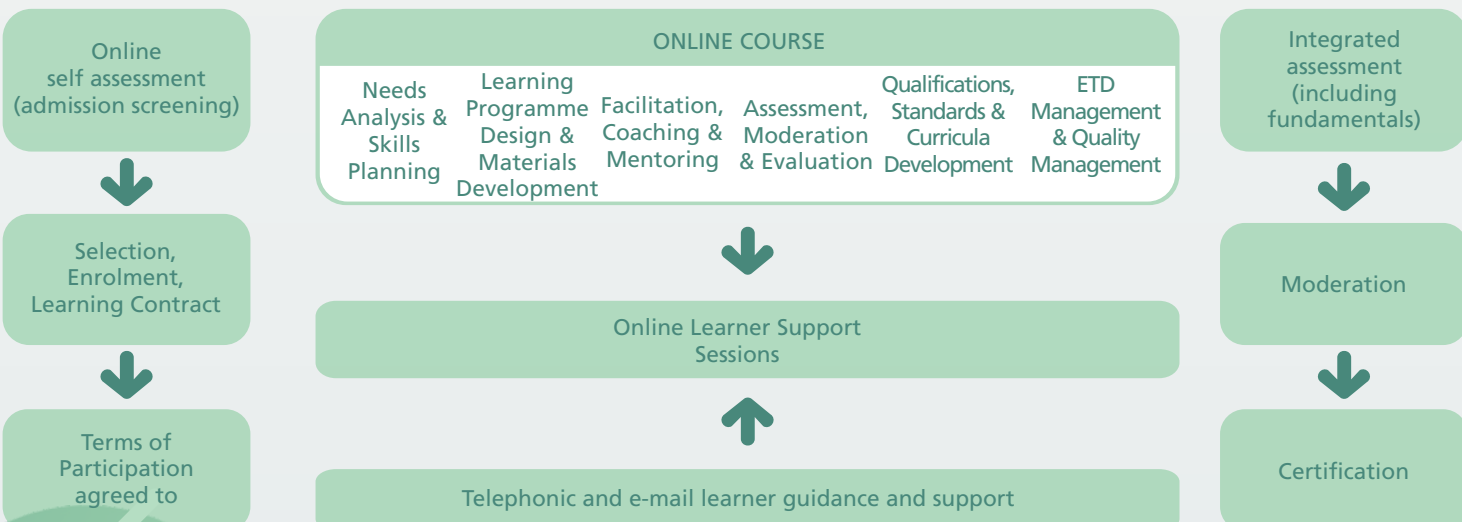 Online
self assessment
(admission screening)
Selection,
Enrolment,
Learning Contract
Terms of
Participation
agreed to
ONLINE COURSE
Needs
Analysis &
Skills
Planning
Learning
Programme
Design &
Materials
Development
Facilitation,
Coaching &
Mentoring
Assessment,
Moderation
& Evaluation
Qualifications,
Standards &
Curricula
Development
ETD
Management
& Quality
Management
Online Learner Support
Sessions
Telephonic and e-mail learner guidance and support
Integrated
assessment
(including
fundamentals)
Moderation
Certification